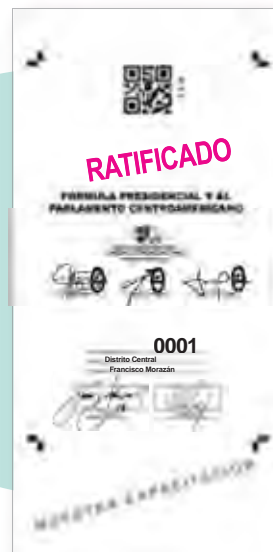 RATIFICADO
FORMULA PRESIDENCIAL Y AL
PARLAMENTO CENTROAMERICANO
0001
Distrito Central
Francisco Morazán
MUESTRA CAPACITACION